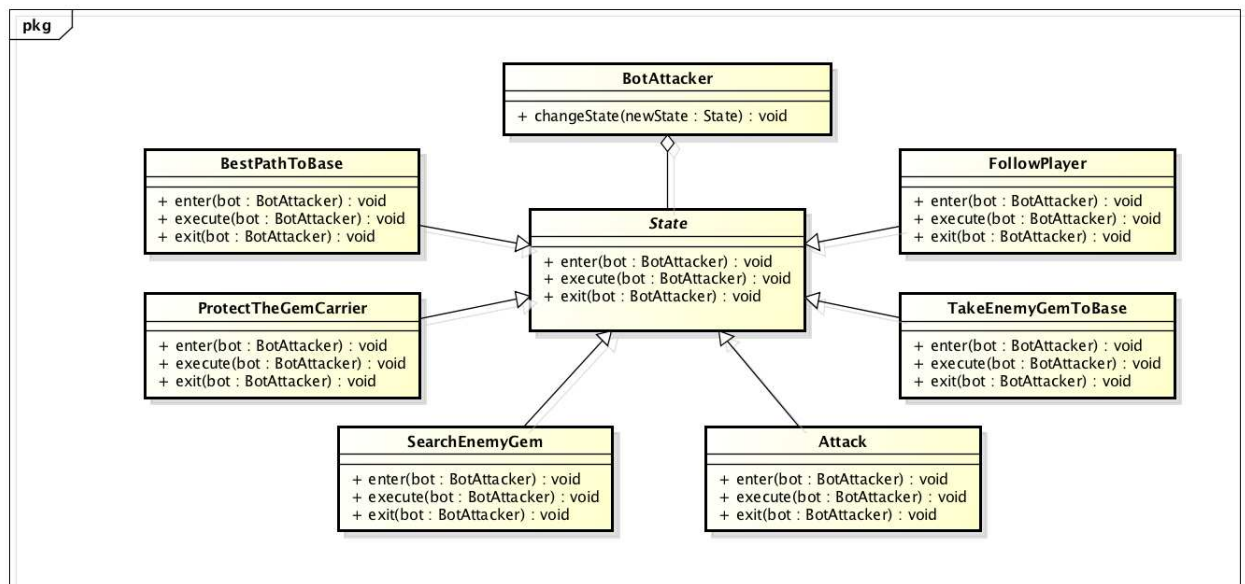 pkg
BotAttacker
+ changeState(newState : State) : void
BestPathToBase
+ enter(bot : BotAttacker) : void
+ execute(bot : BotAttacker) : void
+ exit(bot : BotAttacker) : void
FollowPlayer
+ enter(bot : BotAttacker) : void
+ execute(bot : BotAttacker) : void
+ exit(bot : BotAttacker) : void
State
+ enter(bot : BotAttacker) : void
+ execute(bot : BotAttacker) : void
+ exit(bot : BotAttacker) : void
ProtectTheGemCarrier
+ enter(bot : BotAttacker) : void
+ execute(bot : BotAttacker) : void
+ exit(bot : BotAttacker) : void
TakeEnemyGemToBase
+ enter(bot : BotAttacker) : void
+ execute(bot : BotAttacker) : void
+ exit(bot : BotAttacker) : void
SearchEnemyGem
+ enter(bot : BotAttacker) : void
+ execute(bot : BotAttacker) : void
+ exit(bot : BotAttacker) : void
Attack
+ enter(bot : BotAttacker) : void
+ execute(bot : BotAttacker) : void
+ exit(bot : BotAttacker) : void